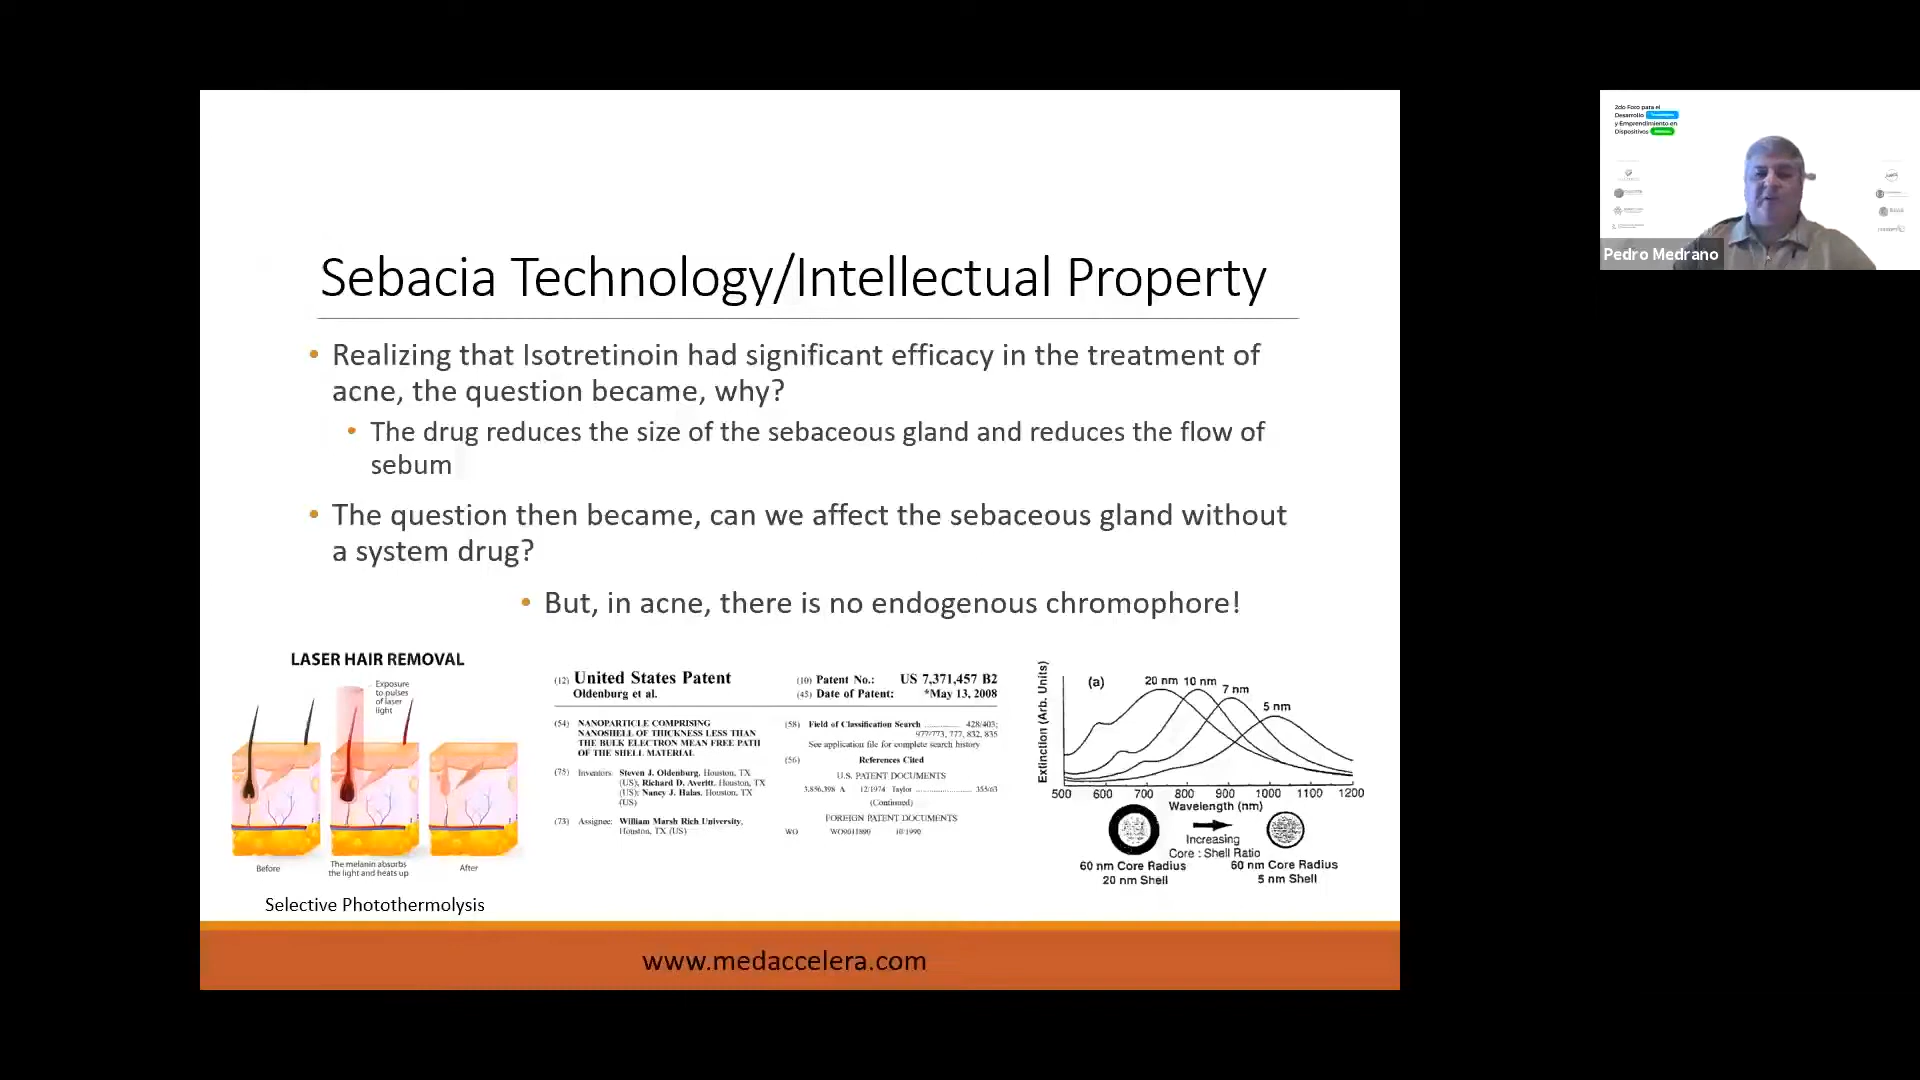 Sebacia Technology/Intellectual Property
• Realizing that Isotretinoin had significant efficacy in the treatment of
acne, the question became, why?
• The drug reduces the size of the sebaceous gland and reduces the flow of
sebum
• The question then became, can we affect the sebaceous gland without
a system drug?
• But, in acne, there is no endogenous chromophore!
LASER HAIR REMOVAL
Exposure
to pulses
of laser
light
Before
The melanin absorbs
the light and heats up
After
Selective Photothermolysis
(12) United States Patent
Oldenburg et al.
(10) Patent No.: US 7,371,457 B2
(45) Date of Patent: *May 13, 2008
(54) NANOPARTICLE COMPRISING
NANOSHELL OF THICKNESS LESS THAN
THE BULK ELECTRON MEAN FREE PATH
OF THE SHELL MATERIAL
(75) Inventors: Steven J. Oldenburg, Houston, TX
(US); Richard D. Averitt, Houston, TX
(US); Nancy J. Halas, Houston, TX
(US)
(73) Assignee: William Marsh Rich University,
Houston, TX (US)
(58) Field of Classification Search ........ 428/403;
977/773, 777, 832, 835
See application file for complete search history
(56) References Cited
U.S. PATENT DOCUMENTS
3,856,398 A 12/1974 Taylor ........ 355/63
(Continued)
FOREIGN PATENT DOCUMENTS
WO 10/1990
Extinction (Arb. Units)
(a)
20 nm 10 nm
7 nm
5 nm
500 600 700 800 900 1000 1100 1200
Wavelength (nm)
Increasing
Core : Shell Ratio
60 nm Core Radius
20 nm Shell
60 nm Core Radius
5 nm Shell
www.medaccelera.com
2do Foro para el
Desarrollo
y Emprendimiento en
Dispositivos
Pedro Medrano